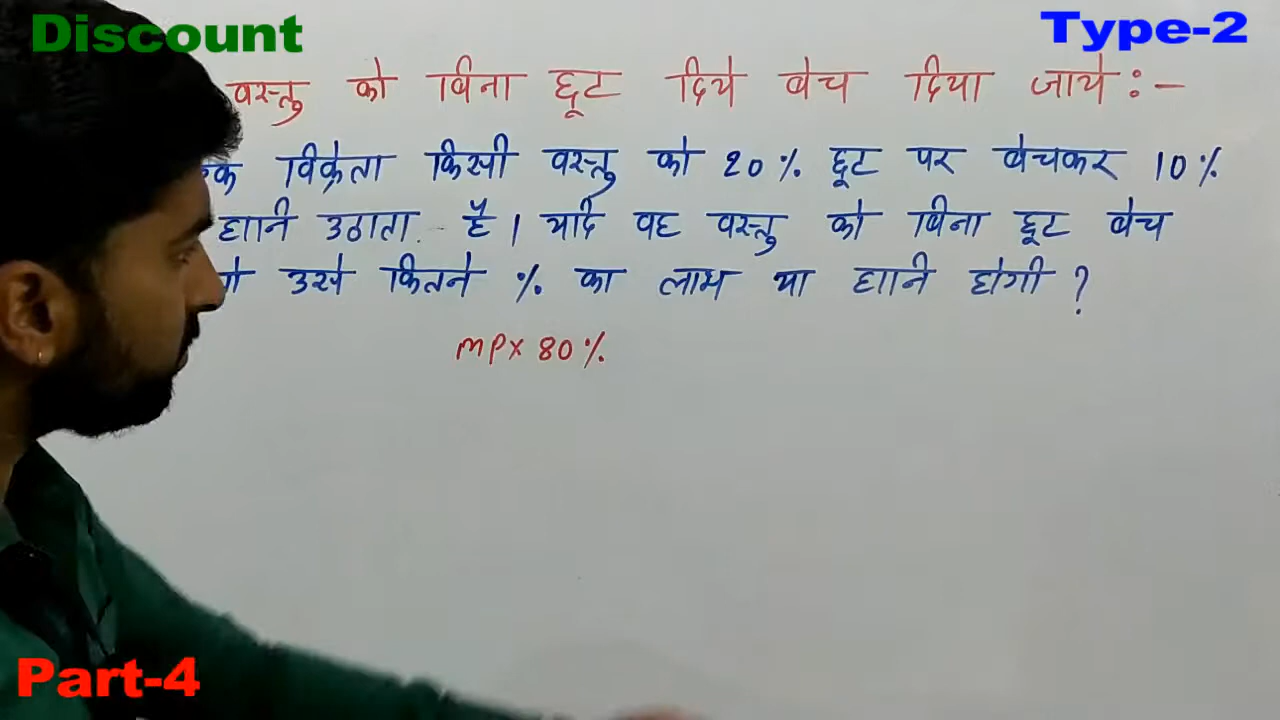 Discount
Type-2
वस्तु को बिना छूट दिये बेच दिया जाये :-
विक्रेता किसी वस्तु को 20% छूट पर बेचकर 10%
हानि उठाता है । यदि वह वस्तु को बिना छूट बेच
उसे कितने % का लाभ या हानि होगी ?
MP× 80%
Part-4